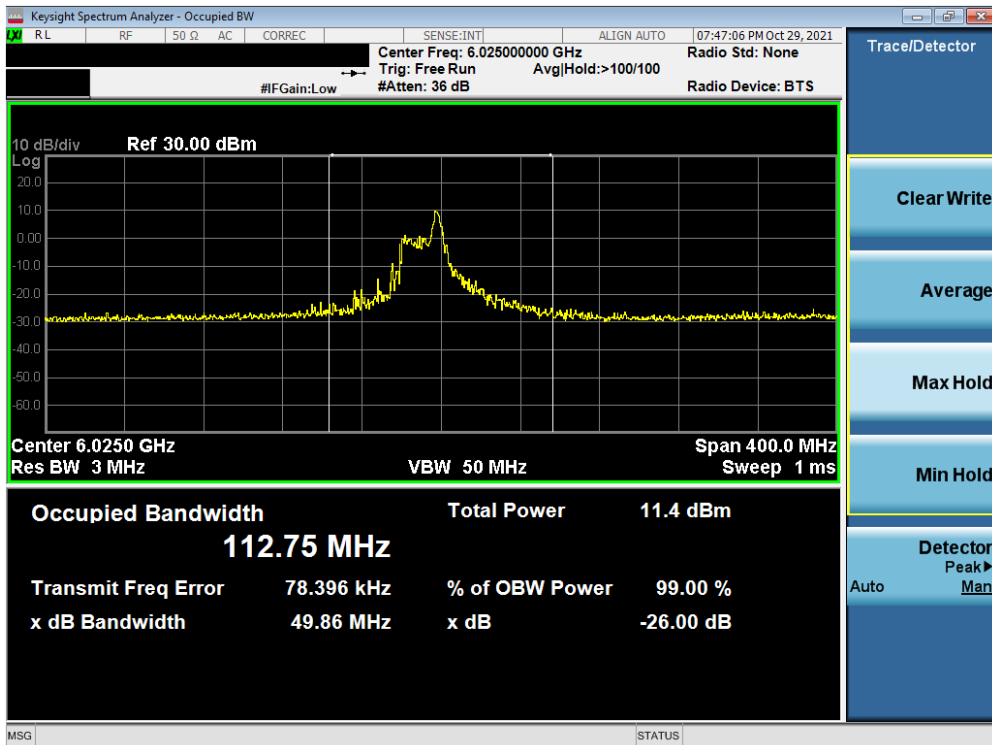 Keysight Spectrum Analyzer - Occupied BW
LXI RL RF 50 Ω AC CORREC SENSE:INT ALIGN AUTO 07:47:06 PM Oct 29, 2021
Center Freq: 6.025000000 GHz Radio Std: None
Trig: Free Run Avg|Hold:>100/100
#IFGain:Low #Atten: 36 dB Radio Device: BTS
Trace/Detector
10 dB/div Ref 30.00 dBm
Log
20.0
10.0
0.00
-10.0
-20.0
-30.0
-40.0
-50.0
-60.0
Center 6.0250 GHz Span 400.0 MHz
Res BW 3 MHz VBW 50 MHz Sweep 1 ms
Occupied Bandwidth Total Power 11.4 dBm
112.75 MHz
Transmit Freq Error 78.396 kHz % of OBW Power 99.00 %
x dB Bandwidth 49.86 MHz x dB -26.00 dB
Clear Write
Average
Max Hold
Min Hold
Detector
Peak▶
Auto Man
MSG STATUS